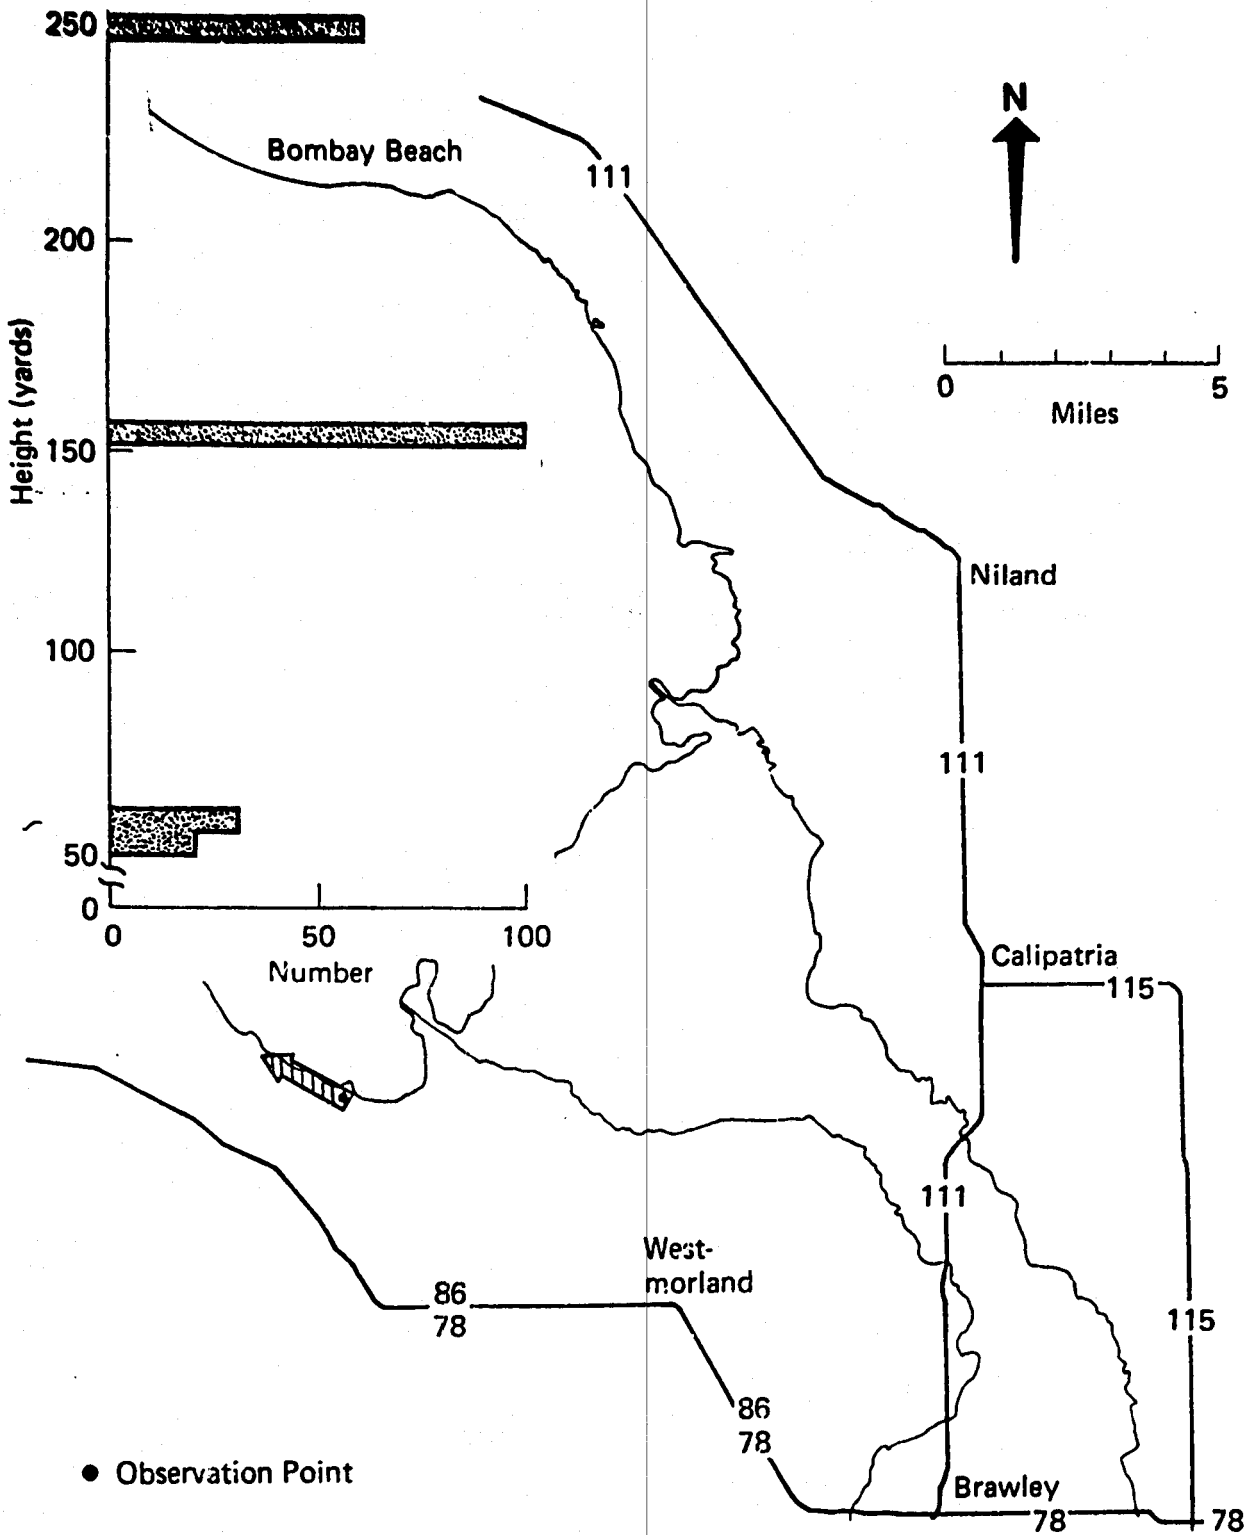 250
Bombay Beach
N
111
200
Height (yards)
0 5
Miles
150
Niland
100
111
50
0
0 50 100
Number
Calipatria
115
111
West-
morland
86
78
115
86
78
Observation Point
Brawley
78
78